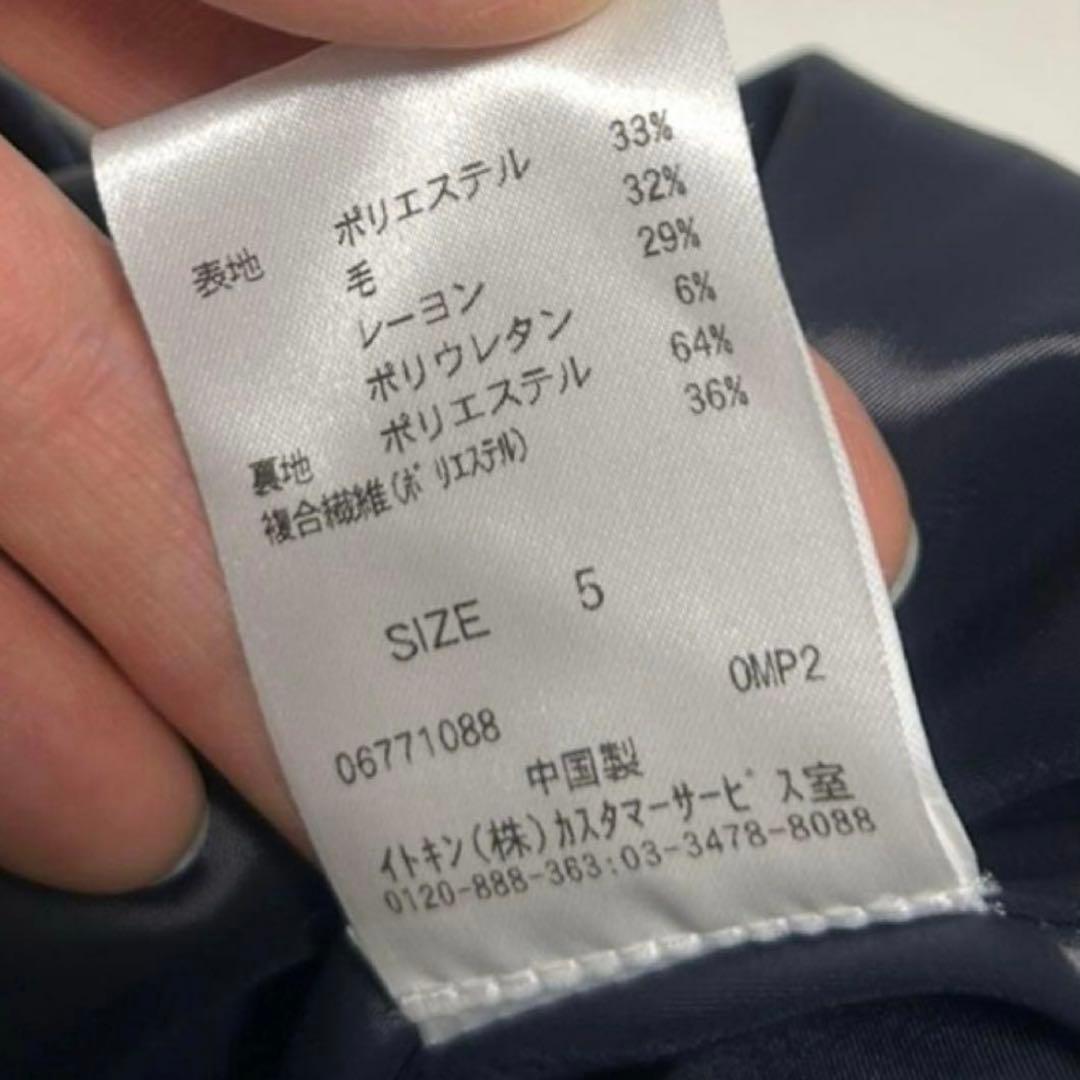 表地 ポリエステル 33%
毛 32%
レーヨン 29%
ポリウレタン 6%
裏地 ポリエステル 64%
複合繊維(ポリエステル) 36%
SIZE 5
0MP2
06771088
中国製
イトキン(株)カスタマーサービス室
0120-888-363:03-3478-8088